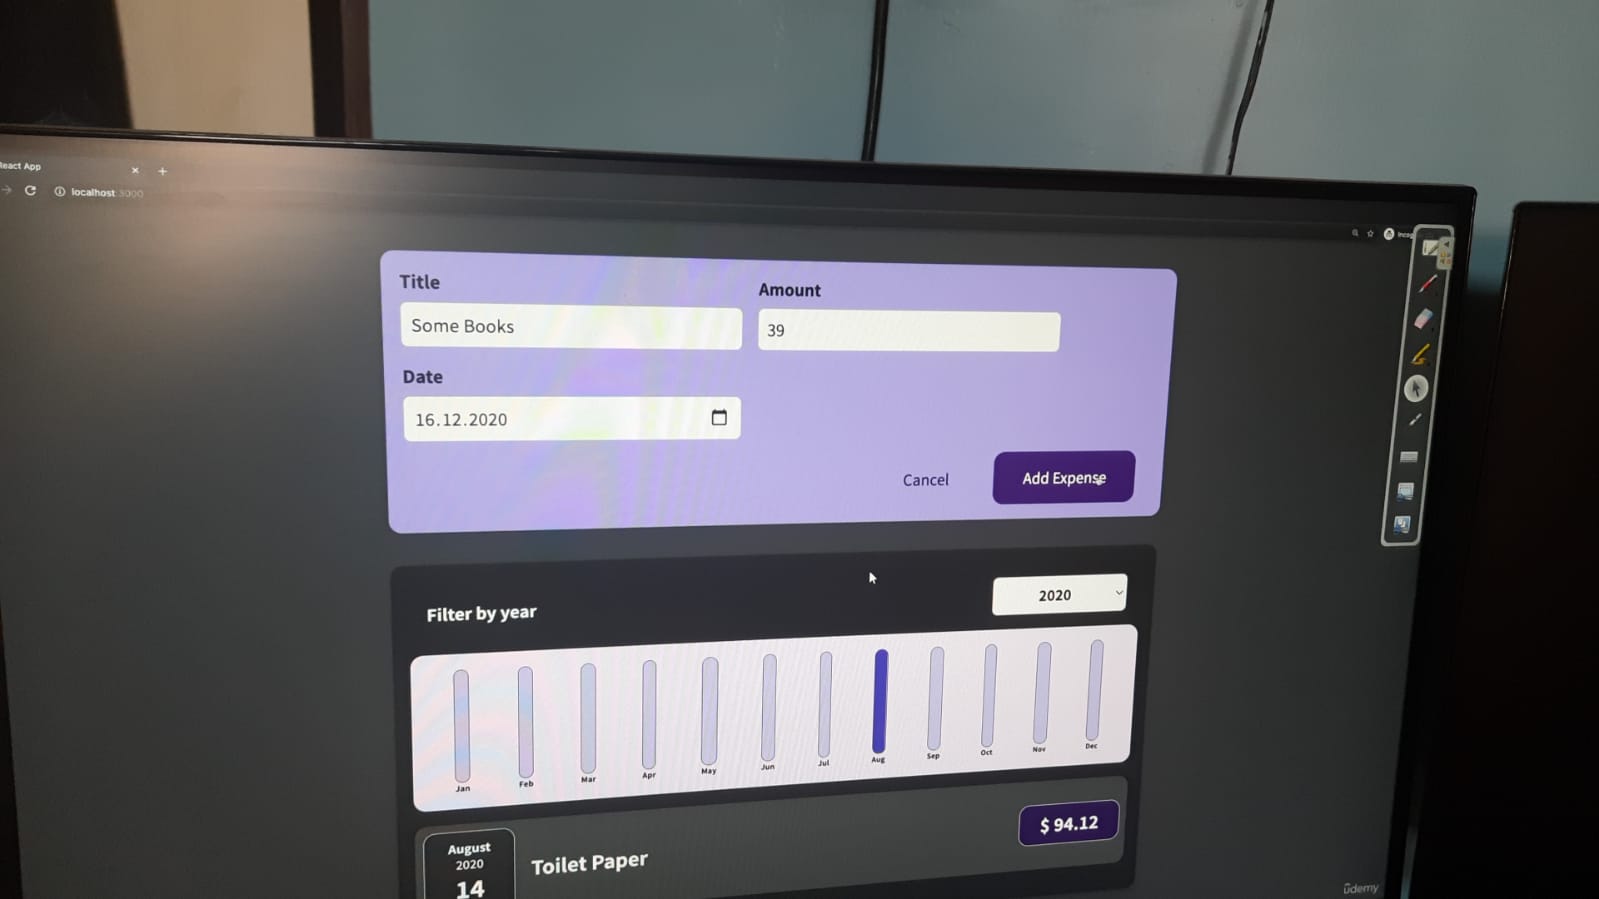 React App
localhost:3000
Title
Amount
Some Books
39
Date
16.12.2020
Cancel
Add Expense
Filter by year
2020
Jan
Feb
Mar
Apr
May
Jun
Jul
Aug
Sep
Oct
Nov
Dec
August
2020
14
Toilet Paper
$ 94.12
ûdemy